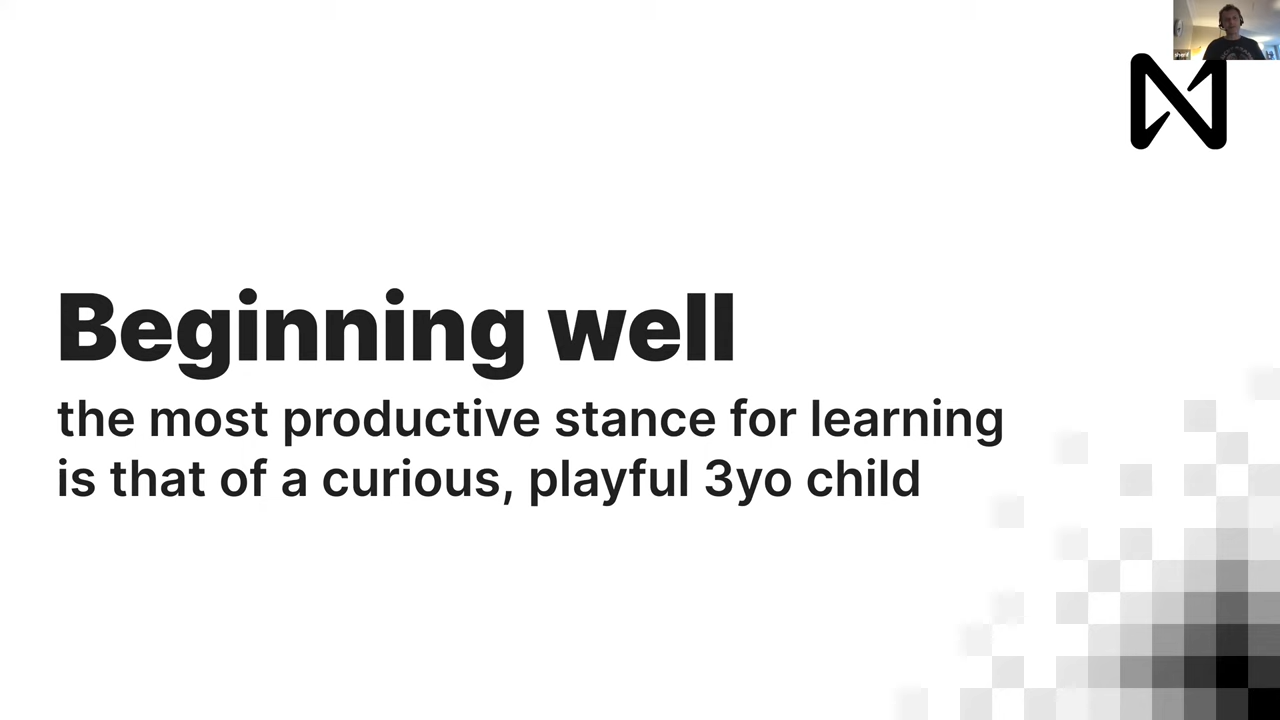 Beginning well
the most productive stance for learning
is that of a curious, playful 3yo child